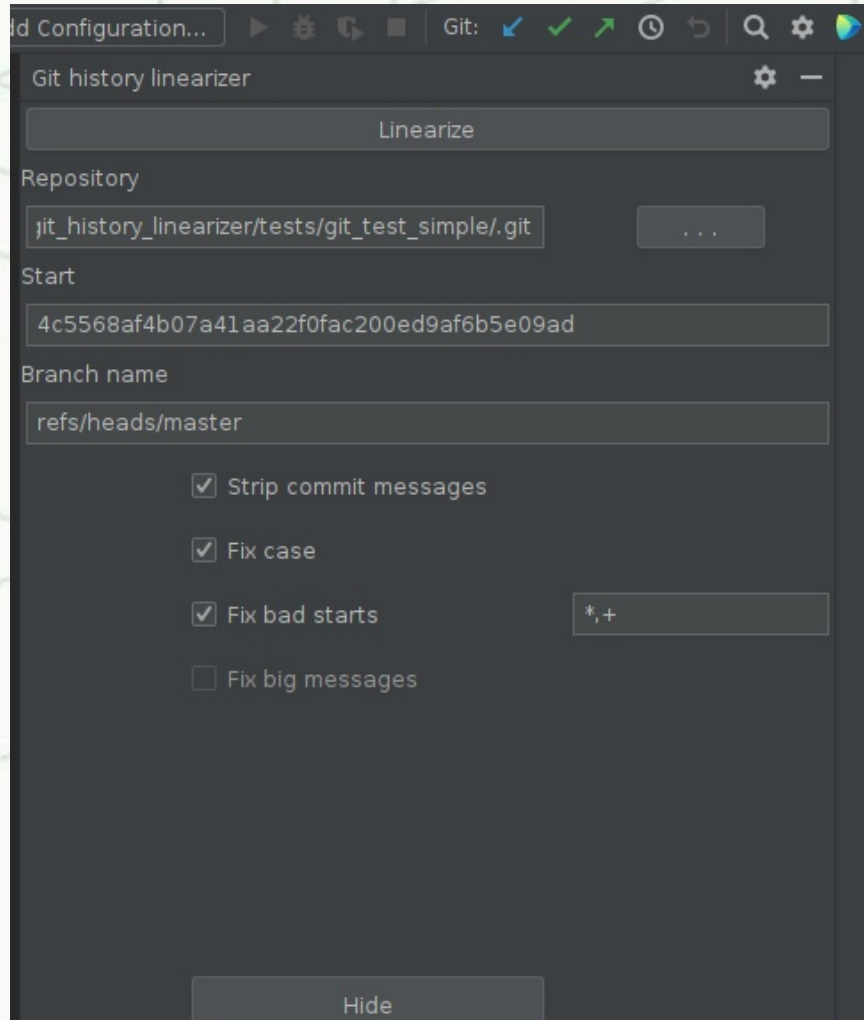 dd Configuration... Git:
Git history linearizer
Linearize
Repository
git_history_linearizer/tests/git_test_simple/.git ...
Start
4c5568af4b07a41aa22f0fac200ed9af6b5e09ad
Branch name
refs/heads/master
Strip commit messages
Fix case
Fix bad starts *,+
Fix big messages
Hide